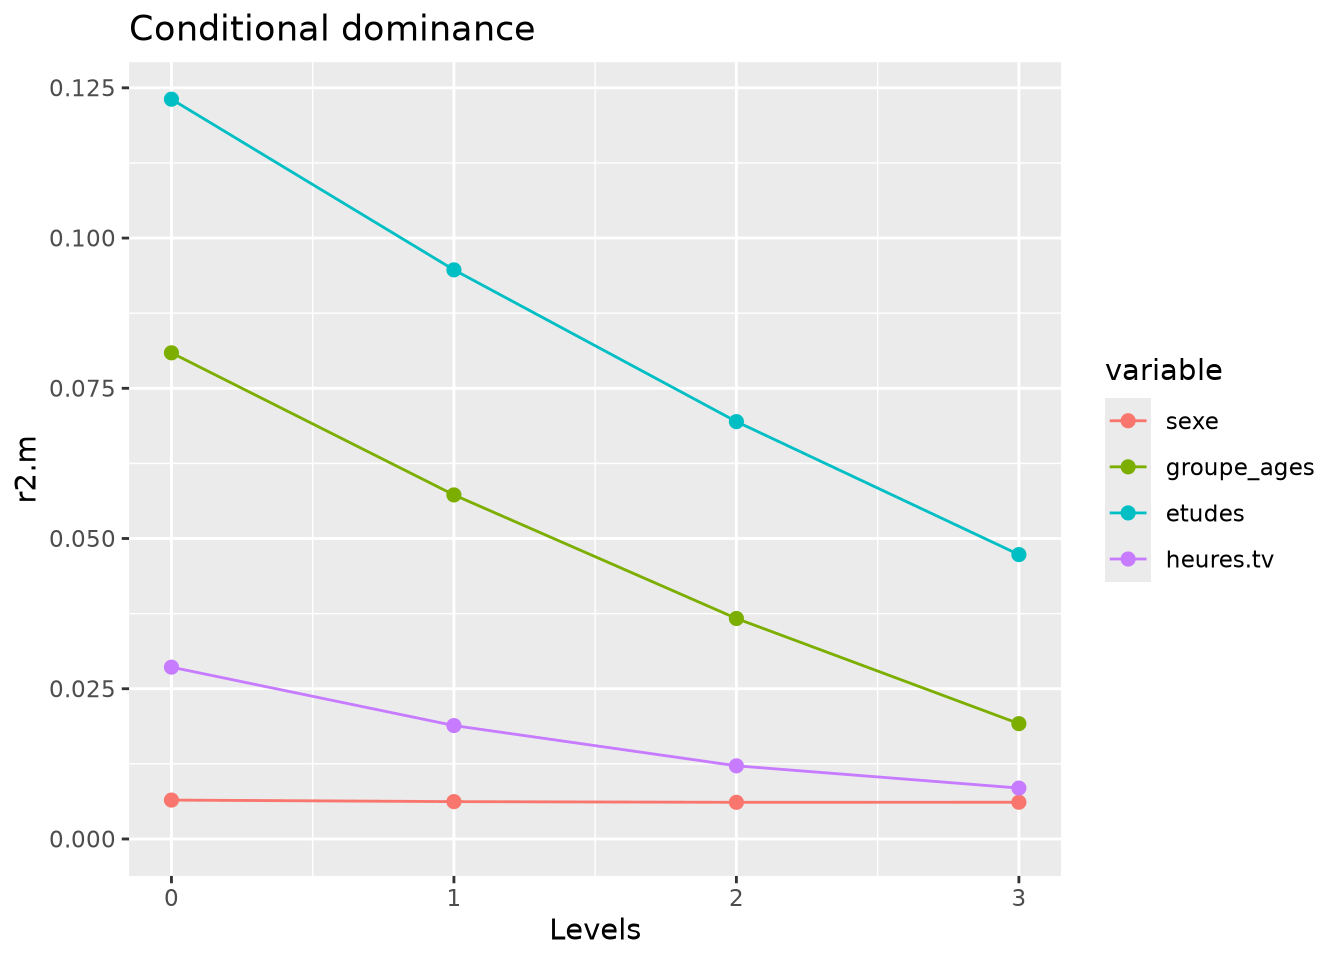 Conditional dominance
0.125
0.100
0.075
0.050
0.025
0.000
r2.m
0 1 2 3
Levels
variable
sexe
groupe_ages
etudes
heures.tv